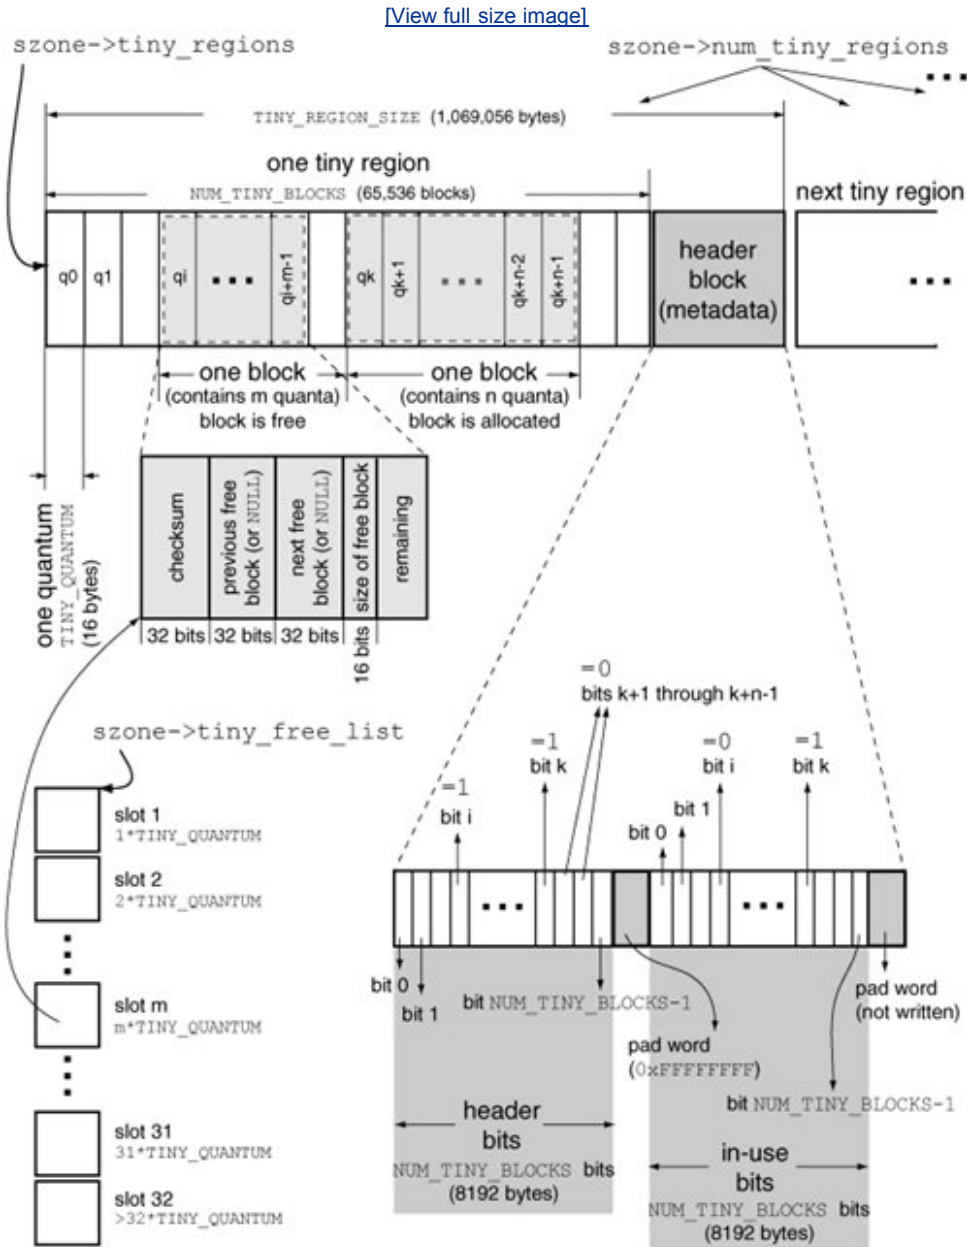 [View full size image]
szone->tiny_regions
szone->num_tiny_regions
TINY_REGION_SIZE (1,069,056 bytes)
one tiny region
NUM_TINY_BLOCKS (65,536 blocks)
next tiny region
q0
q1
qi
qi+m-1
qk
qk+1
qk+n-2
qk+n-1
header
block
(metadata)
one block
(contains m quanta)
block is free
one block
(contains n quanta)
block is allocated
one quantum
TINY_QUANTUM
(16 bytes)
checksum
previous free
block (or NULL)
next free
block (or NULL)
size of free block
remaining
32 bits
32 bits
32 bits
16 bits
szone->tiny_free_list
slot 1
1*TINY_QUANTUM
slot 2
2*TINY_QUANTUM
slot m
m*TINY_QUANTUM
slot 31
31*TINY_QUANTUM
slot 32
>32*TINY_QUANTUM
=0
bits k+1 through k+n-1
=1
bit i
=1
bit k
=0
bit i
=1
bit k
bit 0
bit 1
bit 0
bit 1
bit NUM_TINY_BLOCKS-1
pad word
(0xFFFFFFFF)
pad word
(not written)
bit NUM_TINY_BLOCKS-1
header
bits
NUM_TINY_BLOCKS bits
(8192 bytes)
in-use
bits
NUM_TINY_BLOCKS bits
(8192 bytes)